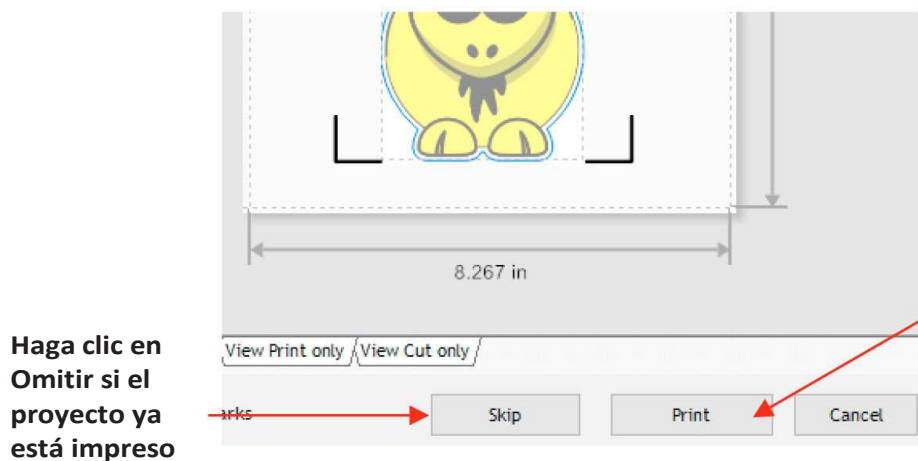 8.267 in
View Print only View Cut only
Haga clic en
Omitir si el
proyecto ya
está impreso
arks Skip Print Cancel